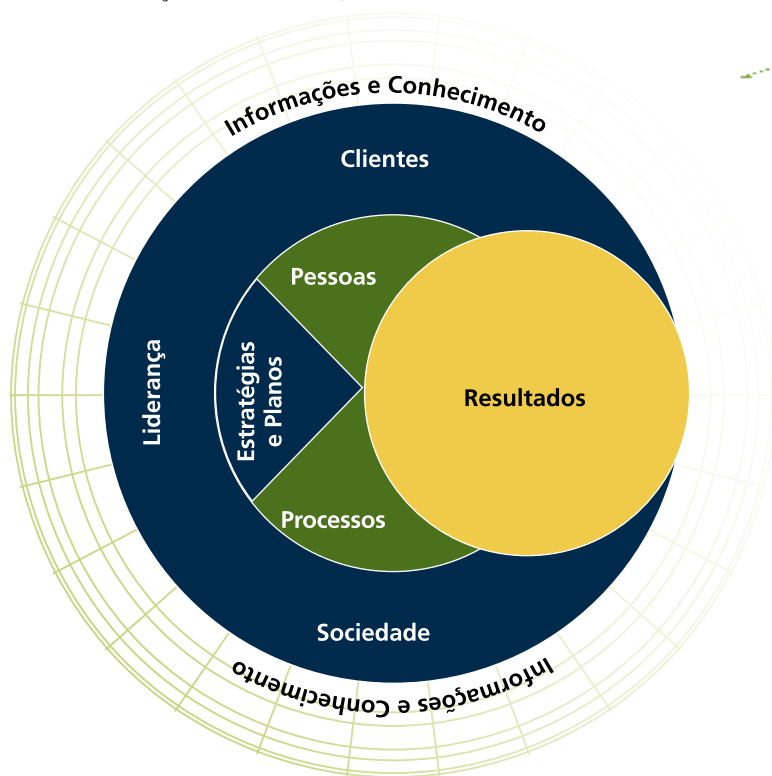 Informações e Conhecimento
Clientes
Pessoas
Liderança
Estratégias
e Planos
Resultados
Processos
Sociedade
Informações e Conhecimento